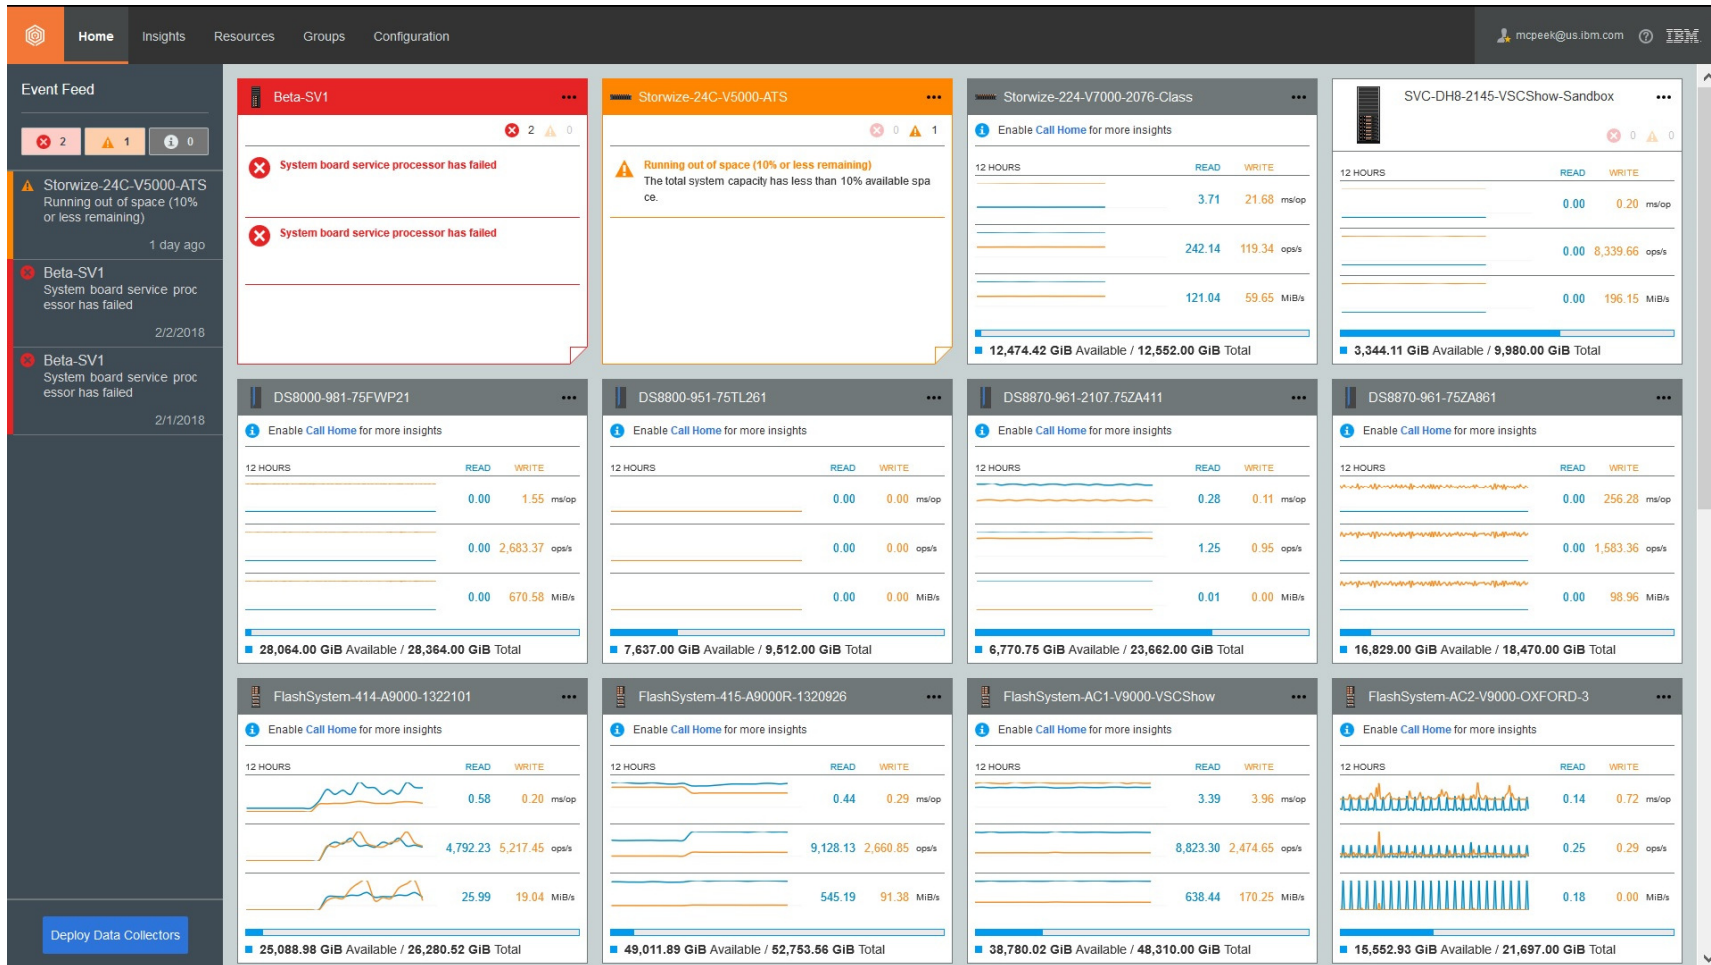 Home Insights Resources Groups Configuration mcpeek@us.ibm.com ? IBM
Event Feed
2 1 0
Storwize-24C-V5000-ATS
Running out of space (10%
or less remaining)
1 day ago
Beta-SV1
System board service proc
essor has failed
2/2/2018
Beta-SV1
System board service proc
essor has failed
2/1/2018
Deploy Data Collectors
Beta-SV1
2 0
System board service processor has failed
System board service processor has failed
Storwize-24C-V5000-ATS
0 1
Running out of space (10% or less remaining)
The total system capacity has less than 10% available spa
ce.
Storwize-224-V7000-2076-Class
Enable Call Home for more insights
12 HOURS READ WRITE
3.71 21.68 ms/op
242.14 119.34 ops/s
121.04 59.65 MiB/s
12,474.42 GiB Available / 12,552.00 GiB Total
SVC-DH8-2145-VSCShow-Sandbox
0 0
12 HOURS READ WRITE
0.00 0.20 ms/op
0.00 8,339.66 ops/s
0.00 196.15 MiB/s
3,344.11 GiB Available / 9,980.00 GiB Total
DS8000-981-75FWP21
Enable Call Home for more insights
12 HOURS READ WRITE
0.00 1.55 ms/op
0.00 2,683.37 ops/s
0.00 670.58 MiB/s
28,064.00 GiB Available / 28,364.00 GiB Total
DS8800-951-75TL261
Enable Call Home for more insights
12 HOURS READ WRITE
0.00 0.00 ms/op
0.00 0.00 ops/s
0.00 0.00 MiB/s
7,637.00 GiB Available / 9,512.00 GiB Total
DS8870-961-2107.75ZA411
Enable Call Home for more insights
12 HOURS READ WRITE
0.28 0.11 ms/op
1.25 0.95 ops/s
0.01 0.00 MiB/s
6,770.75 GiB Available / 23,662.00 GiB Total
DS8870-961-75ZA861
Enable Call Home for more insights
12 HOURS READ WRITE
0.00 256.28 ms/op
0.00 1,583.36 ops/s
0.00 98.96 MiB/s
16,829.00 GiB Available / 18,470.00 GiB Total
FlashSystem-414-A9000-1322101
Enable Call Home for more insights
12 HOURS READ WRITE
0.58 0.20 ms/op
4,792.23 5,217.45 ops/s
25.99 19.04 MiB/s
25,088.98 GiB Available / 26,280.52 GiB Total
FlashSystem-415-A9000R-1320926
Enable Call Home for more insights
12 HOURS READ WRITE
0.44 0.29 ms/op
9,128.13 2,660.85 ops/s
545.19 91.38 MiB/s
49,011.89 GiB Available / 52,753.56 GiB Total
FlashSystem-AC1-V9000-VSCShow
Enable Call Home for more insights
12 HOURS READ WRITE
3.39 3.96 ms/op
8,823.30 2,474.65 ops/s
638.44 170.25 MiB/s
38,780.02 GiB Available / 48,310.00 GiB Total
FlashSystem-AC2-V9000-OXFORD-3
Enable Call Home for more insights
12 HOURS READ WRITE
0.14 0.72 ms/op
0.25 0.29 ops/s
0.18 0.00 MiB/s
15,552.93 GiB Available / 21,697.00 GiB Total